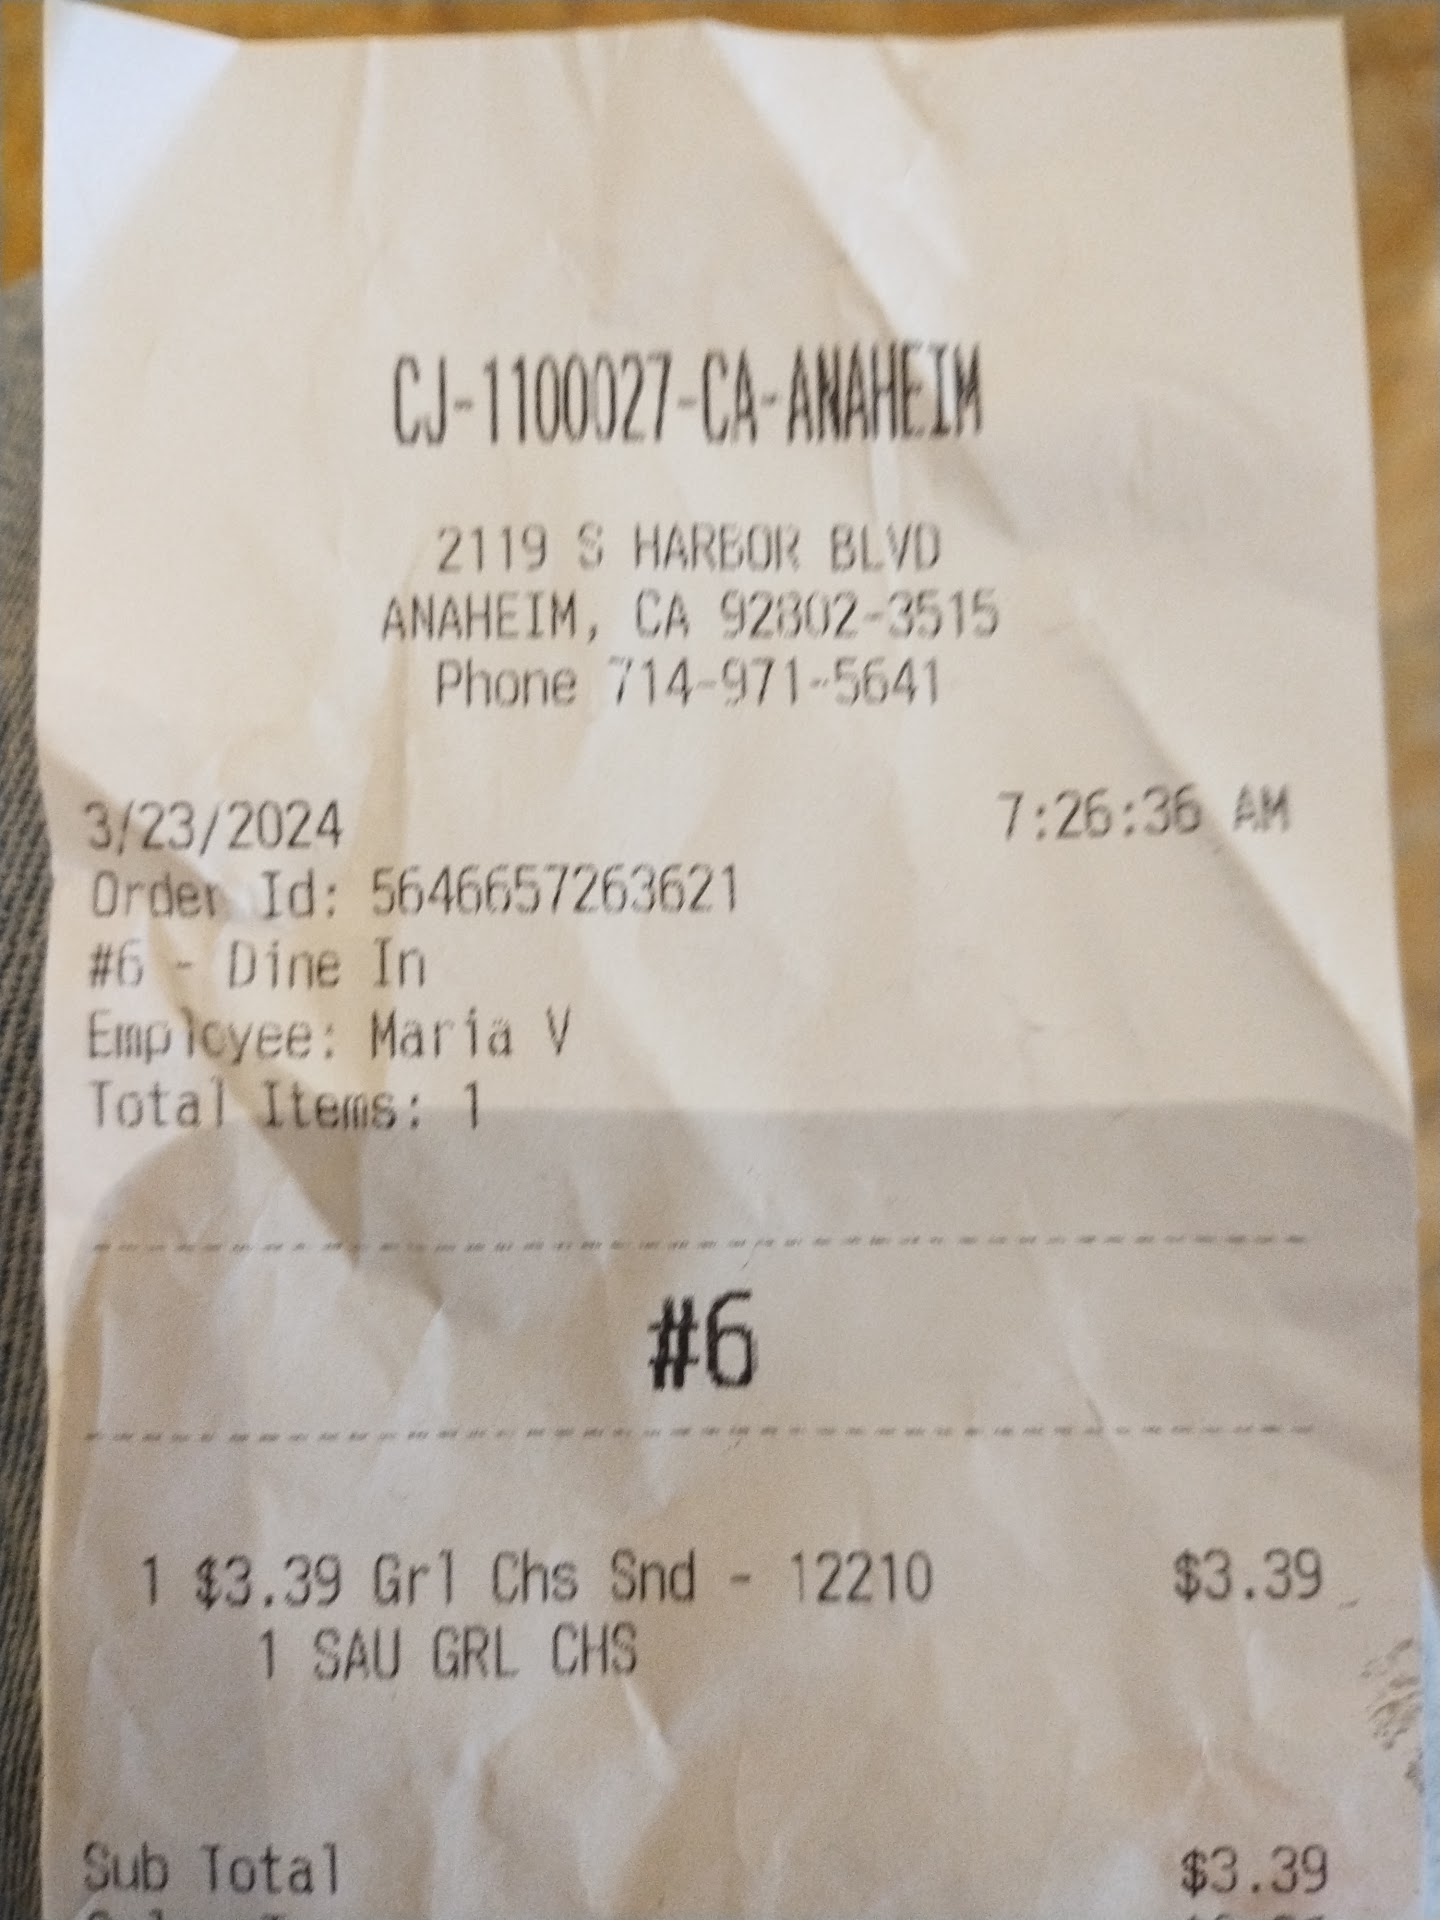 CJ-1100027-CA-ANAHEIM
2119 S HARBOR BLVD
ANAHEIM, CA 92802-3515
Phone 714-971-5641
3/23/2024 7:26:36 AM
Order Id: 5646657263621
#6 - Dine In
Employee: Maria V
Total Items: 1
#6
1 $3.39 Grl Chs Snd - 12210 $3.39
1 SAU GRL CHS
Sub Total $3.39